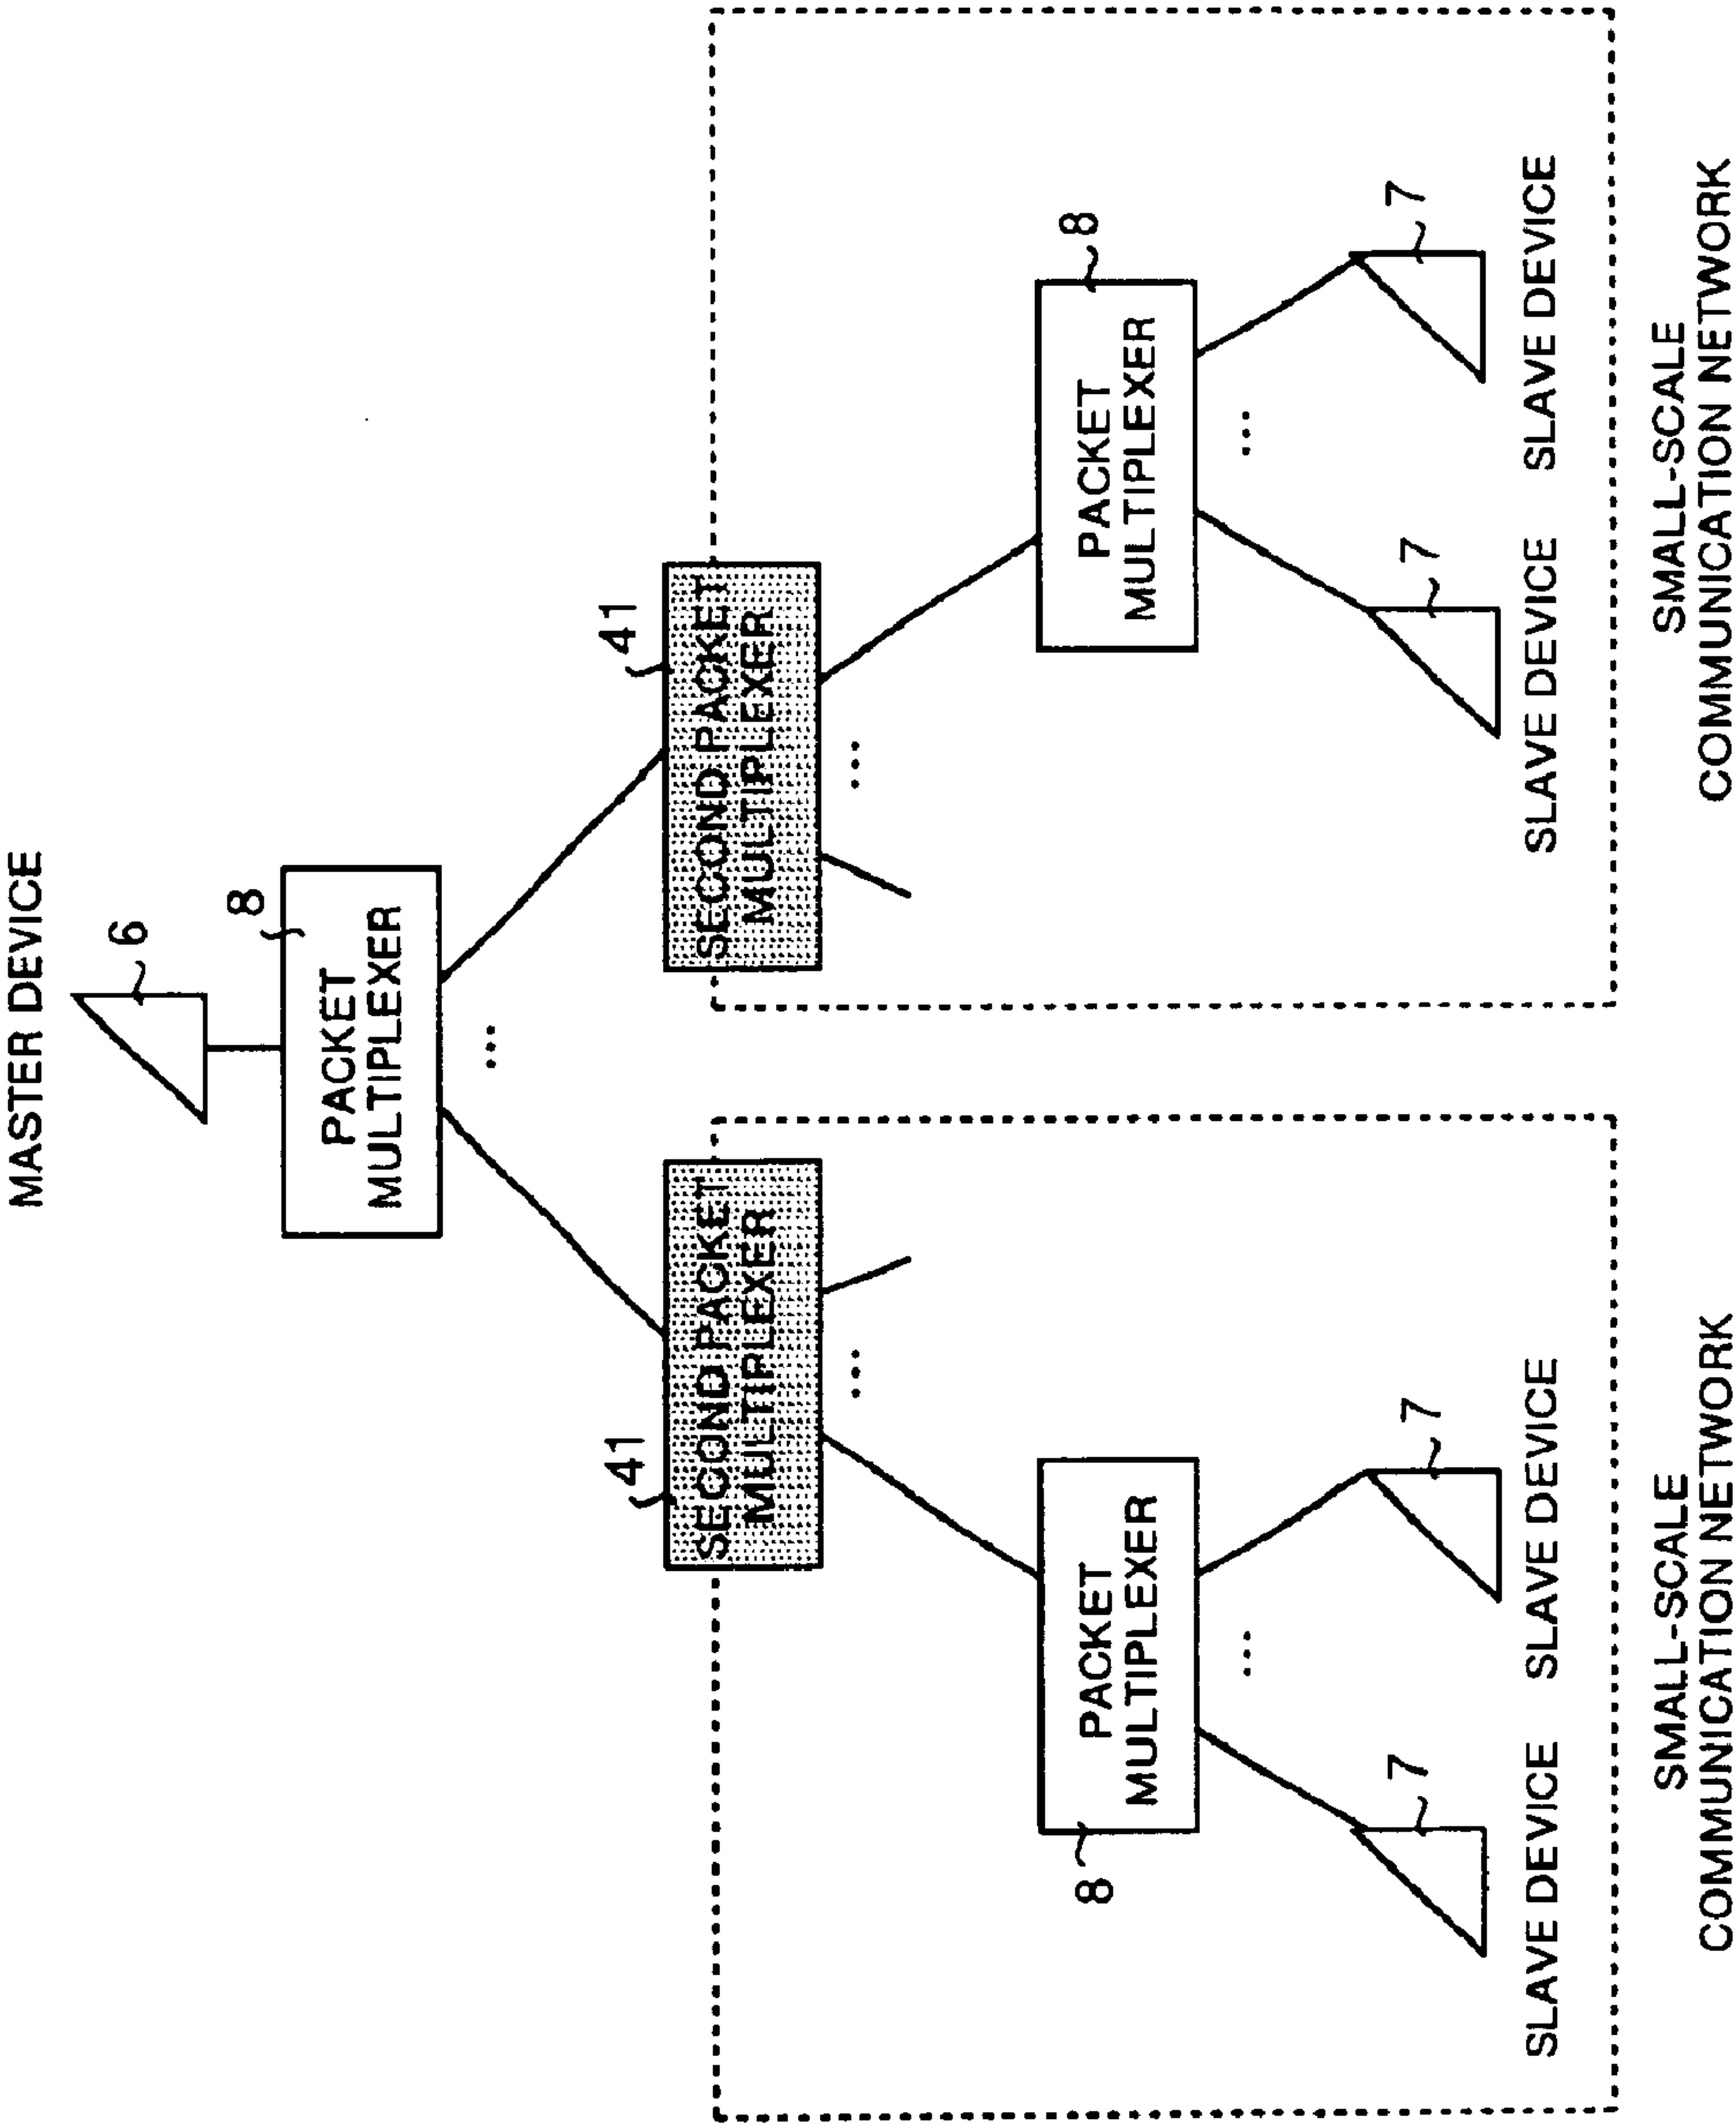 MASTER DEVICE
6
8
PACKET
MULTIPLEXER
...
41
SECOND PACKET
MULTIPLEXER
...
41
SECOND PACKET
MULTIPLEXER
...
8
PACKET
MULTIPLEXER
...
8
PACKET
MULTIPLEXER
...
7
7
7
7
SLAVE DEVICE
SLAVE DEVICE
SLAVE DEVICE
SLAVE DEVICE
SMALL-SCALE
COMMUNICATION NETWORK
SMALL-SCALE
COMMUNICATION NETWORK